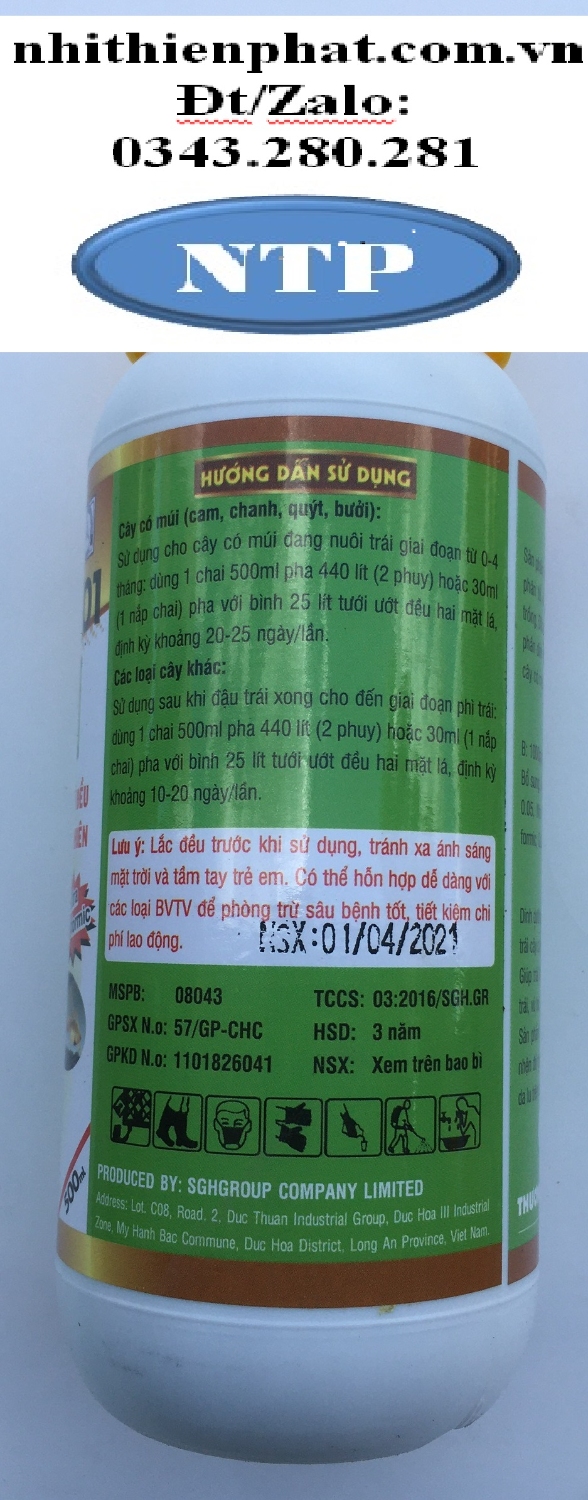 nhithienphat.com.vn
Đt/Zalo:
0343.280.281
NTP
HƯỚNG DẪN SỬ DỤNG
Cây có múi (cam, chanh, quýt, bưởi):
Sử dụng cho cây có múi đang nuôi trái giai đoạn từ 0-4
tháng: dùng 1 chai 500ml pha 440 lít (2 phuy) hoặc 30ml
(1 nắp chai) pha với bình 25 lít tưới ướt đều hai mặt lá,
định kỳ khoảng 20-25 ngày/lần.
Các loại cây khác:
Sử dụng sau khi đậu trái xong cho đến giai đoạn phì trái:
dùng 1 chai 500ml pha 440 lít (2 phuy) hoặc 30ml (1 nắp
chai) pha với bình 25 lít tưới ướt đều hai mặt lá, định kỳ
khoảng 10-20 ngày/lần.
Lưu ý: Lắc đều trước khi sử dụng, tránh xa ánh sáng
mặt trời và tầm tay trẻ em. Có thể hỗn hợp dễ dàng với
các loại BVTV để phòng trừ sâu bệnh tốt, tiết kiệm chi
phí lao động.
NSX:01/04/2021
MSPB: 08043 TCCS: 03:2016/SGH.GR
GPSX N.o: 57/GP-CHC HSD: 3 năm
GPKD N.o: 1101826041 NSX: Xem trên bao bì
PRODUCED BY: SGHGROUP COMPANY LIMITED
Address: Lot. C08, Road. 2, Duc Thuan Industrial Group, Duc Hoa III Industrial
Zone, My Hanh Bac Commune, Duc Hoa District, Long An Province, Viet Nam.
500ml